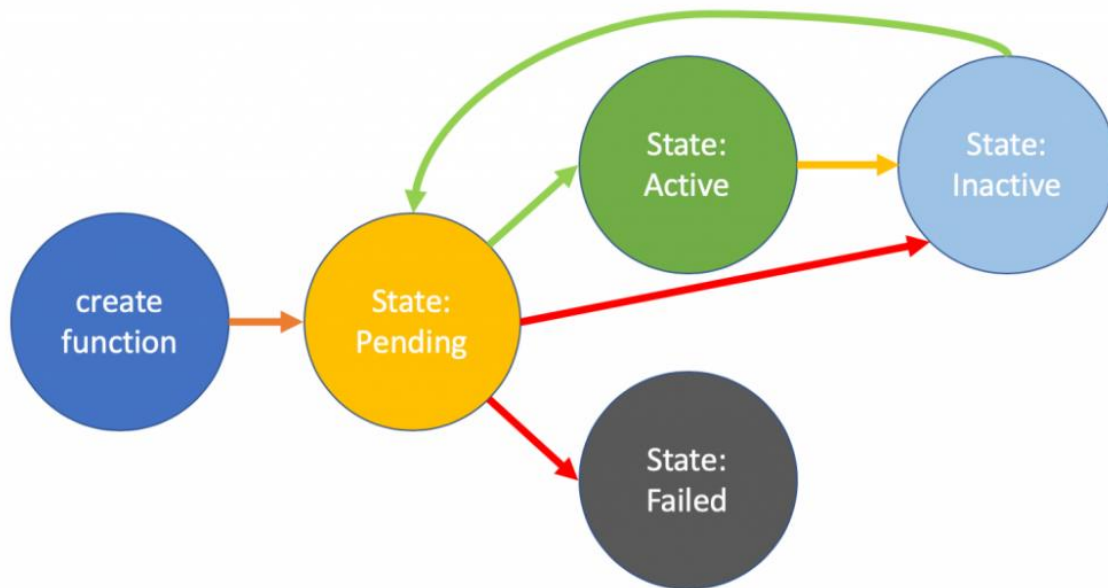 create
function
State:
Pending
State:
Active
State:
Inactive
State:
Failed